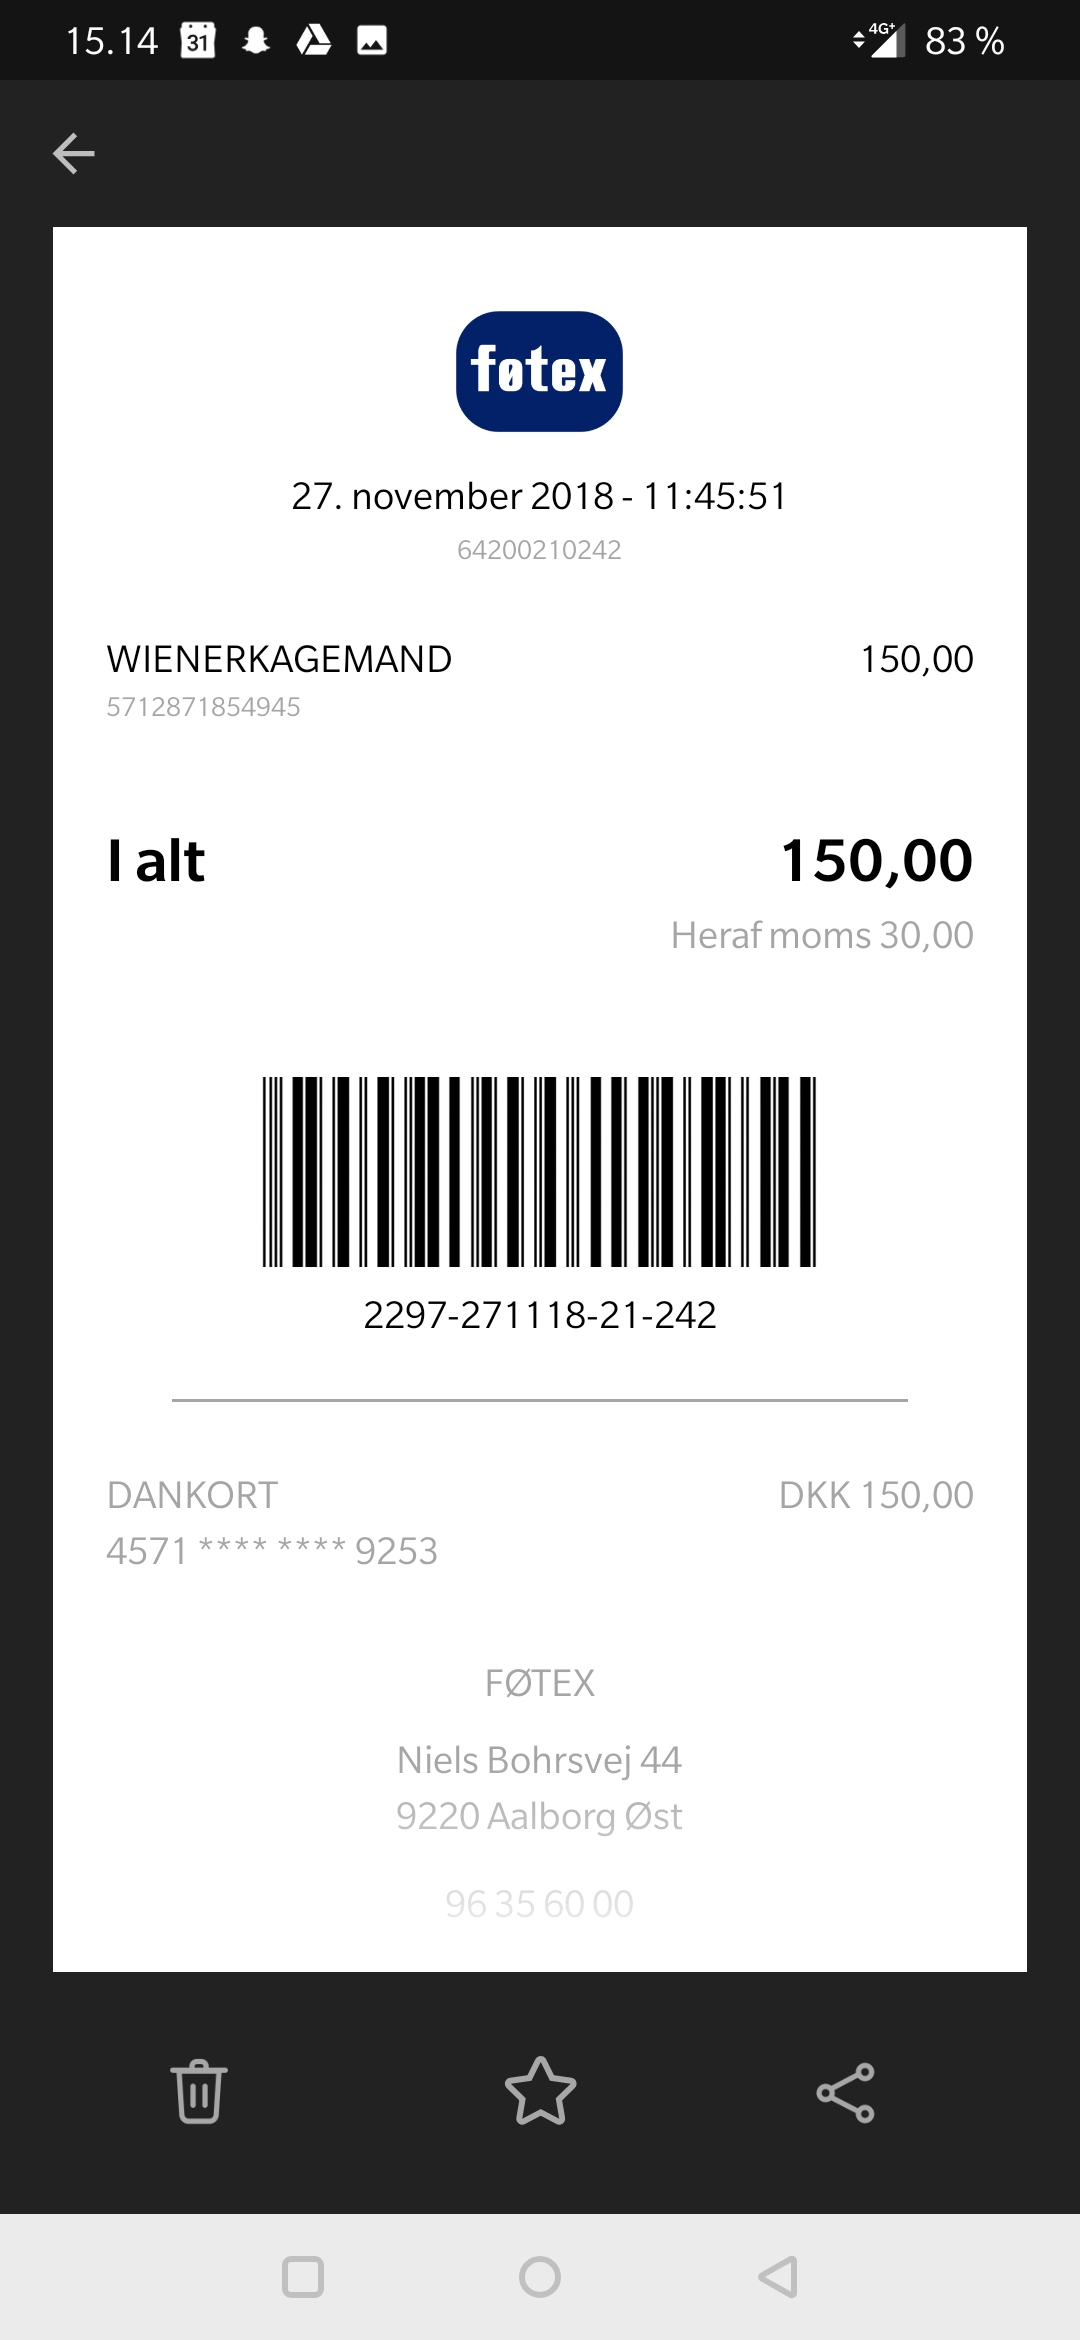 15.14 31 4G+ 83 %
føtex
27. november 2018 - 11:45:51
64200210242
WIENERKAGEMAND 150,00
5712871854945
I alt 150,00
Heraf moms 30,00
2297-271118-21-242
DANKORT DKK 150,00
4571 **** **** 9253
FØTEX
Niels Bohrsvej 44
9220 Aalborg Øst
96 35 60 00